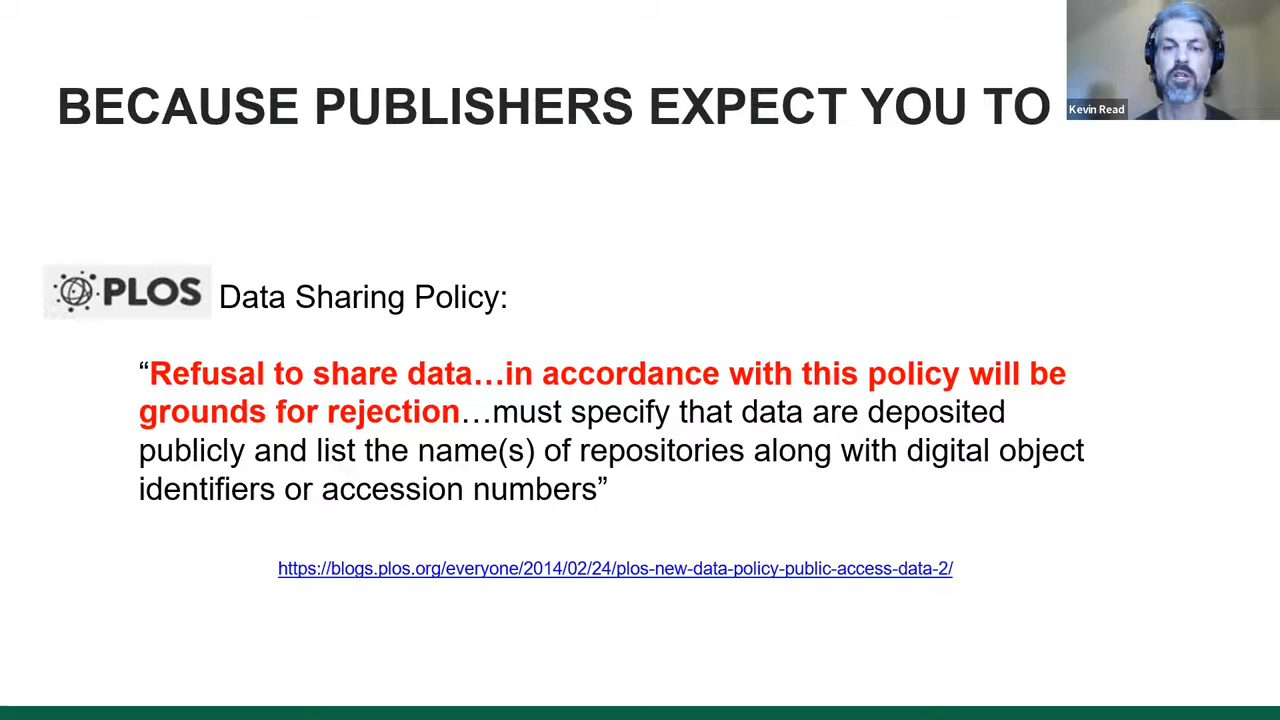 BECAUSE PUBLISHERS EXPECT YOU TO
Kevin Read
PLOS Data Sharing Policy:
“Refusal to share data…in accordance with this policy will be
grounds for rejection…must specify that data are deposited
publicly and list the name(s) of repositories along with digital object
identifiers or accession numbers”
https://blogs.plos.org/everyone/2014/02/24/plos-new-data-policy-public-access-data-2/